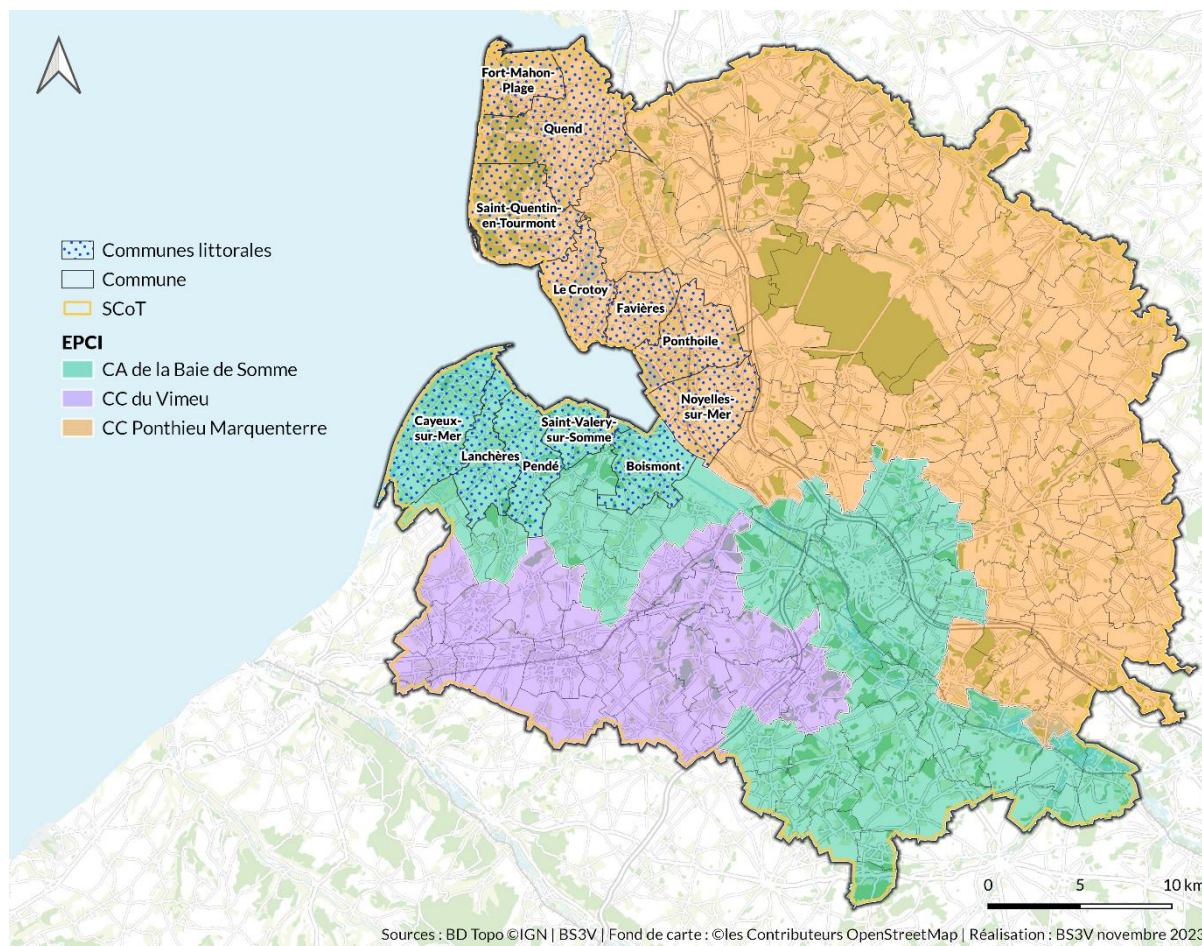 Fort-Mahon-
Plage
Quend
Saint-Quentin-
en-Tourmont
Le Crotoy
Favières
Ponthoile
Noyelles-
sur-Mer
Cayeux-
sur-Mer
Lanchères
Pendé
Saint-Valery-
sur-Somme
Boismont
Communes littorales
Commune
SCoT
EPCI
CA de la Baie de Somme
CC du Vimeu
CC Ponthieu Marquenterre
0 5 10 km
Sources : BD Topo ©IGN | BS3V | Fond de carte : ©les Contributeurs OpenStreetMap | Réalisation : BS3V novembre 202